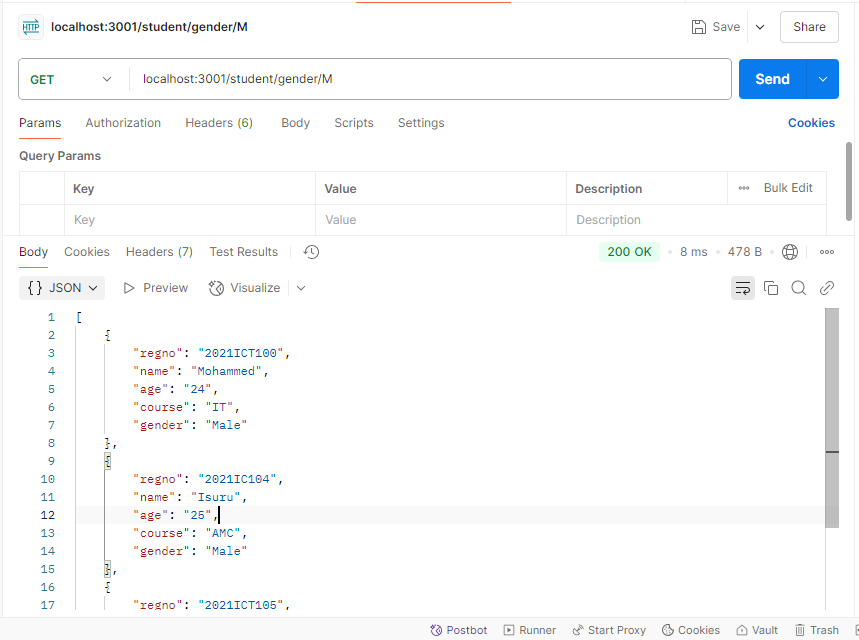 HTTP localhost:3001/student/gender/M Save Share
GET localhost:3001/student/gender/M Send
Params Authorization Headers (6) Body Scripts Settings Cookies
Query Params
Key Value Description Bulk Edit
Key Value Description
Body Cookies Headers (7) Test Results 200 OK 8 ms 478 B
{} JSON Preview Visualize
1 [
2 {
3 "regno": "2021ICT100",
4 "name": "Mohammed",
5 "age": "24",
6 "course": "IT",
7 "gender": "Male"
8 },
9 {
10 "regno": "2021IC104",
11 "name": "Isuru",
12 "age": "25",
13 "course": "AMC",
14 "gender": "Male"
15 },
16 {
17 "regno": "2021ICT105",
Postbot Runner Start Proxy Cookies Vault Trash